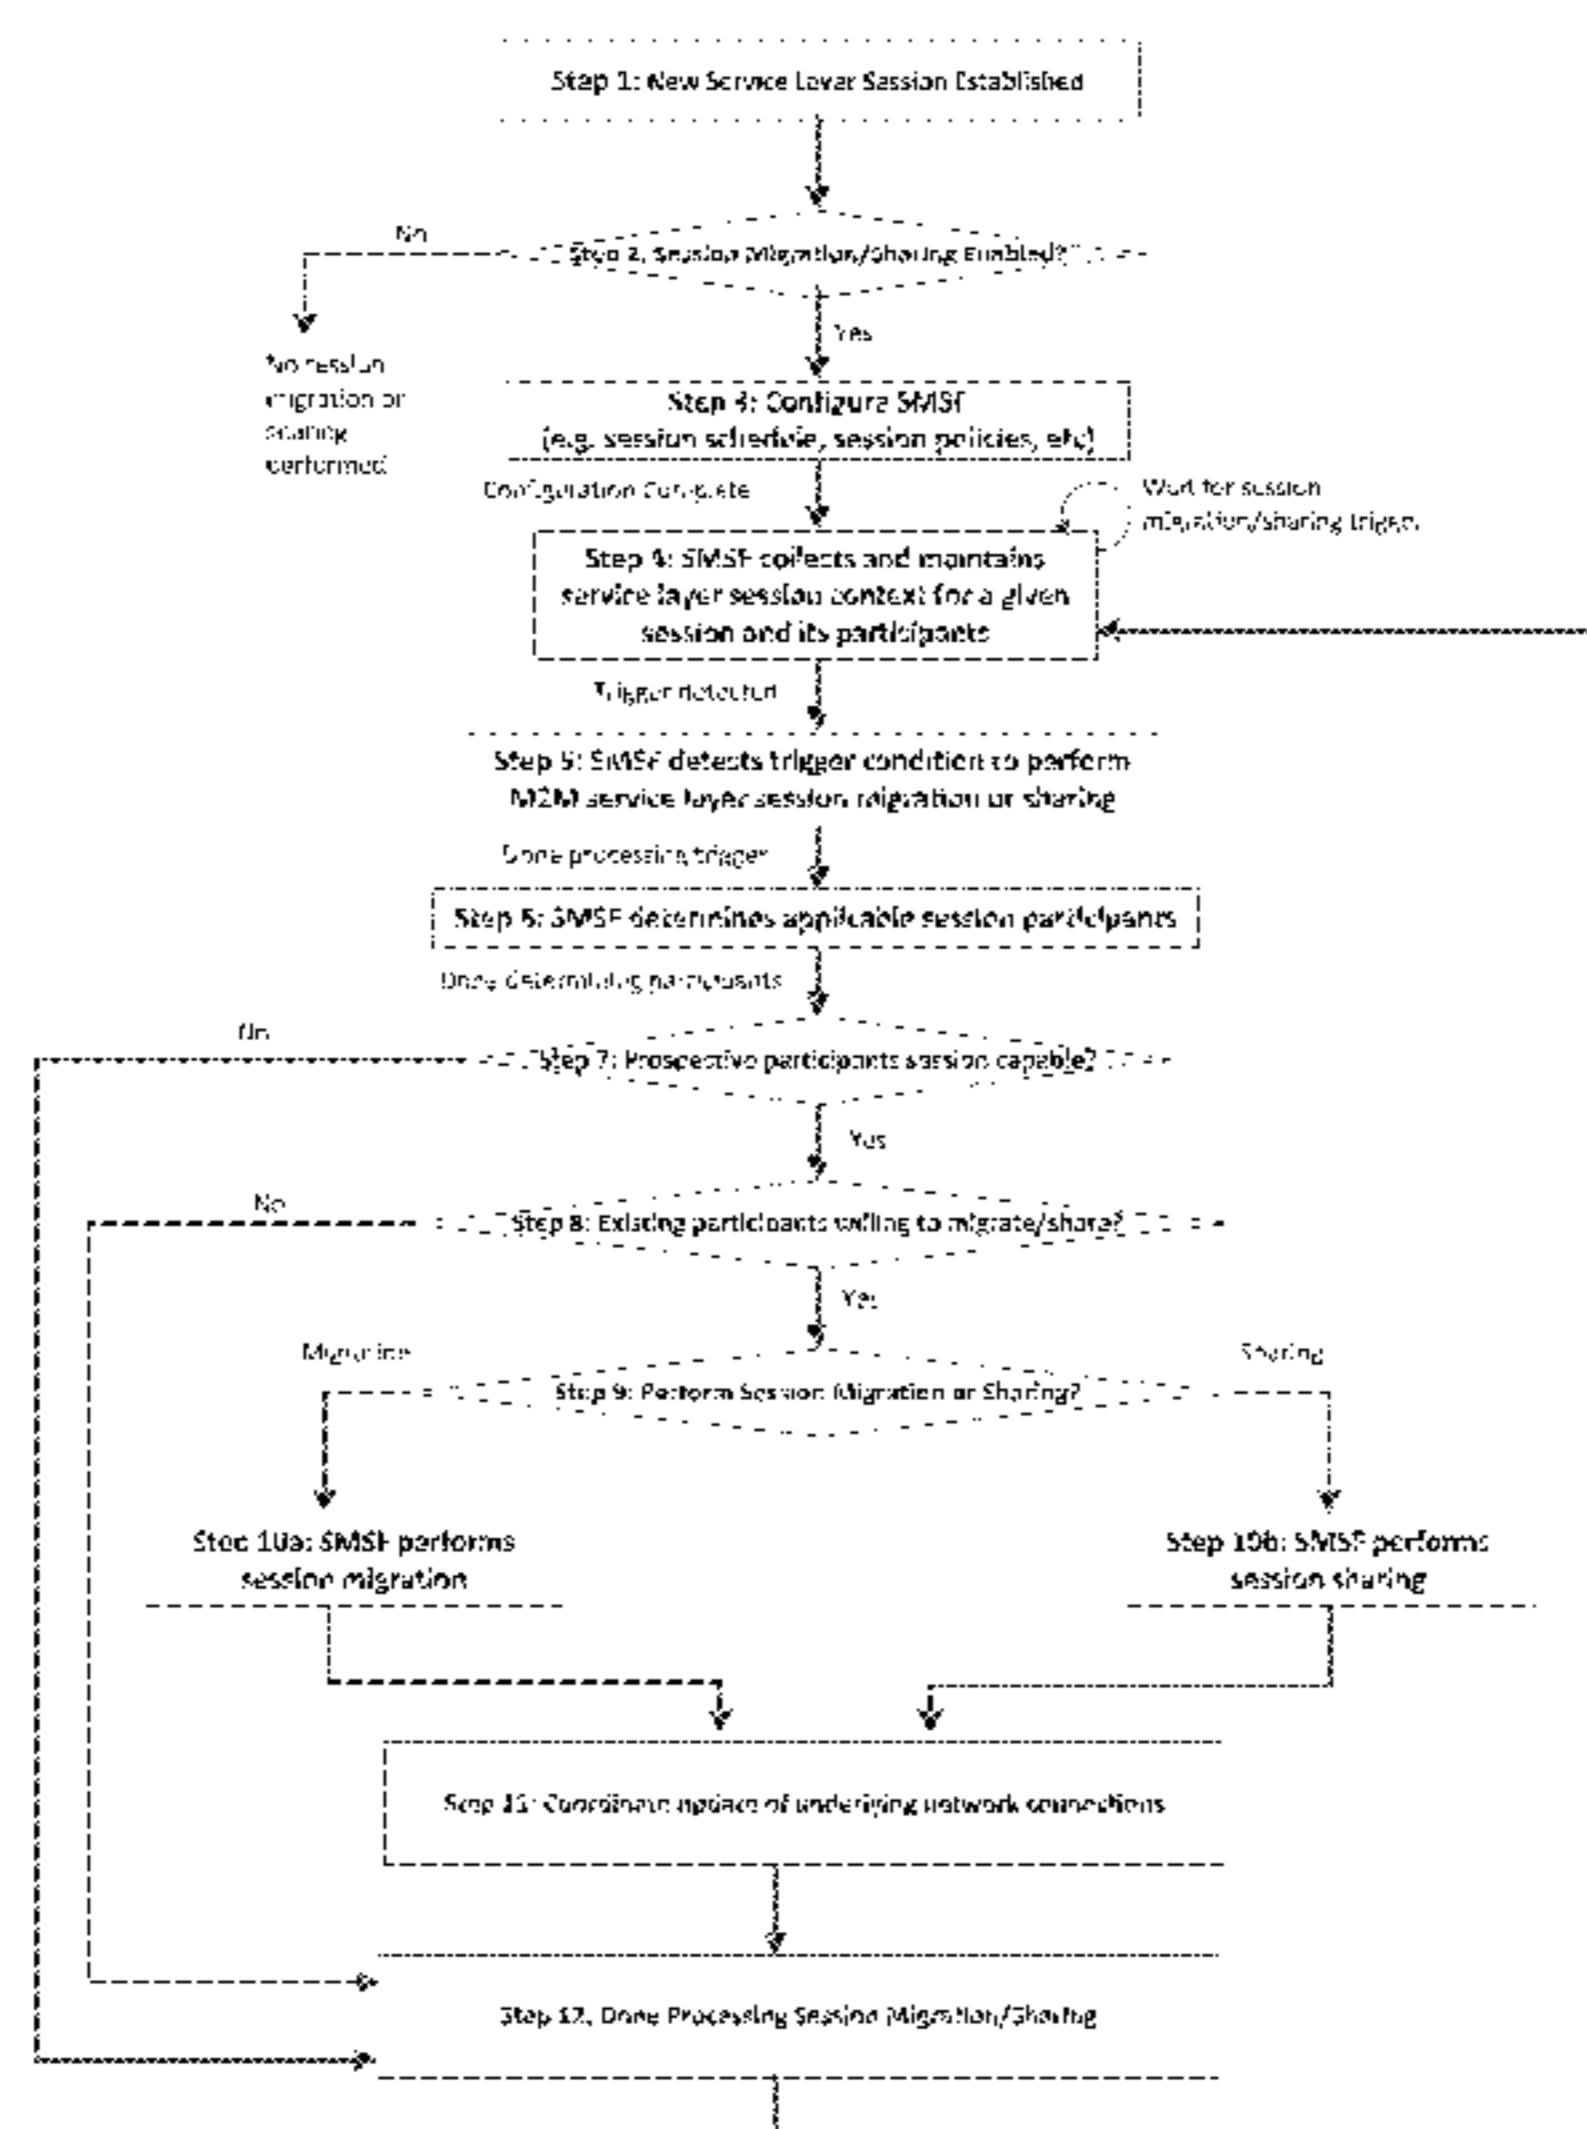 Step 1: New Service Layer Session Established
No
Step 2: Session Migration/Sharing Enabled?
Yes
No session
migration or
sharing
performed
Step 3: Configure SMSF
(e.g. session schedule, session policies, etc)
Configuration Complete
Wait for session
migration/sharing trigger
Step 4: SMSF collects and maintains
service layer session context for a given
session and its participants
Trigger detected
Step 5: SMSF detects trigger condition to perform
M2M service layer session migration or sharing
Done processing trigger
Step 6: SMSF determines applicable session participants
Done determining participants
No
Step 7: Prospective participants session capable?
Yes
No
Step 8: Existing participants willing to migrate/share?
Yes
Migration
Sharing
Step 9: Perform Session Migration or Sharing?
Step 10a: SMSF performs
session migration
Step 10b: SMSF performs
session sharing
Step 11: Coordinate update of underlying network connections
Step 12: Done Processing Session Migration/Sharing